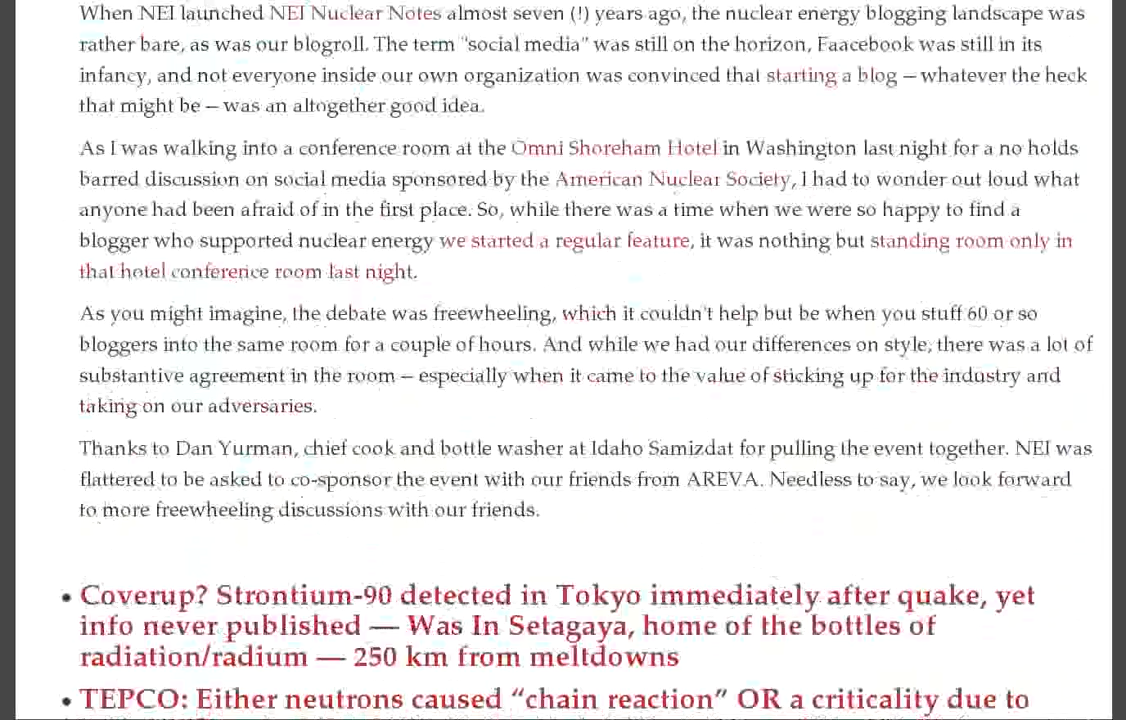 When NEI launched NEI Nuclear Notes almost seven (!) years ago, the nuclear energy blogging landscape was
rather bare, as was our blogroll. The term "social media" was still on the horizon, Faacebook was still in its
infancy, and not everyone inside our own organization was convinced that starting a blog – whatever the heck
that might be – was an altogether good idea.
As I was walking into a conference room at the Omni Shoreham Hotel in Washington last night for a no holds
barred discussion on social media sponsored by the American Nuclear Society, I had to wonder out loud what
anyone had been afraid of in the first place. So, while there was a time when we were so happy to find a
blogger who supported nuclear energy we started a regular feature, it was nothing but standing room only in
that hotel conference room last night.
As you might imagine, the debate was freewheeling, which it couldn't help but be when you stuff 60 or so
bloggers into the same room for a couple of hours. And while we had our differences on style, there was a lot of
substantive agreement in the room – especially when it came to the value of sticking up for the industry and
taking on our adversaries.
Thanks to Dan Yurman, chief cook and bottle washer at Idaho Samizdat for pulling the event together. NEI was
flattered to be asked to co-sponsor the event with our friends from AREVA. Needless to say, we look forward
to more freewheeling discussions with our friends.
• Coverup? Strontium-90 detected in Tokyo immediately after quake, yet
info never published — Was In Setagaya, home of the bottles of
radiation/radium — 250 km from meltdowns
• TEPCO: Either neutrons caused "chain reaction" OR a criticality due to